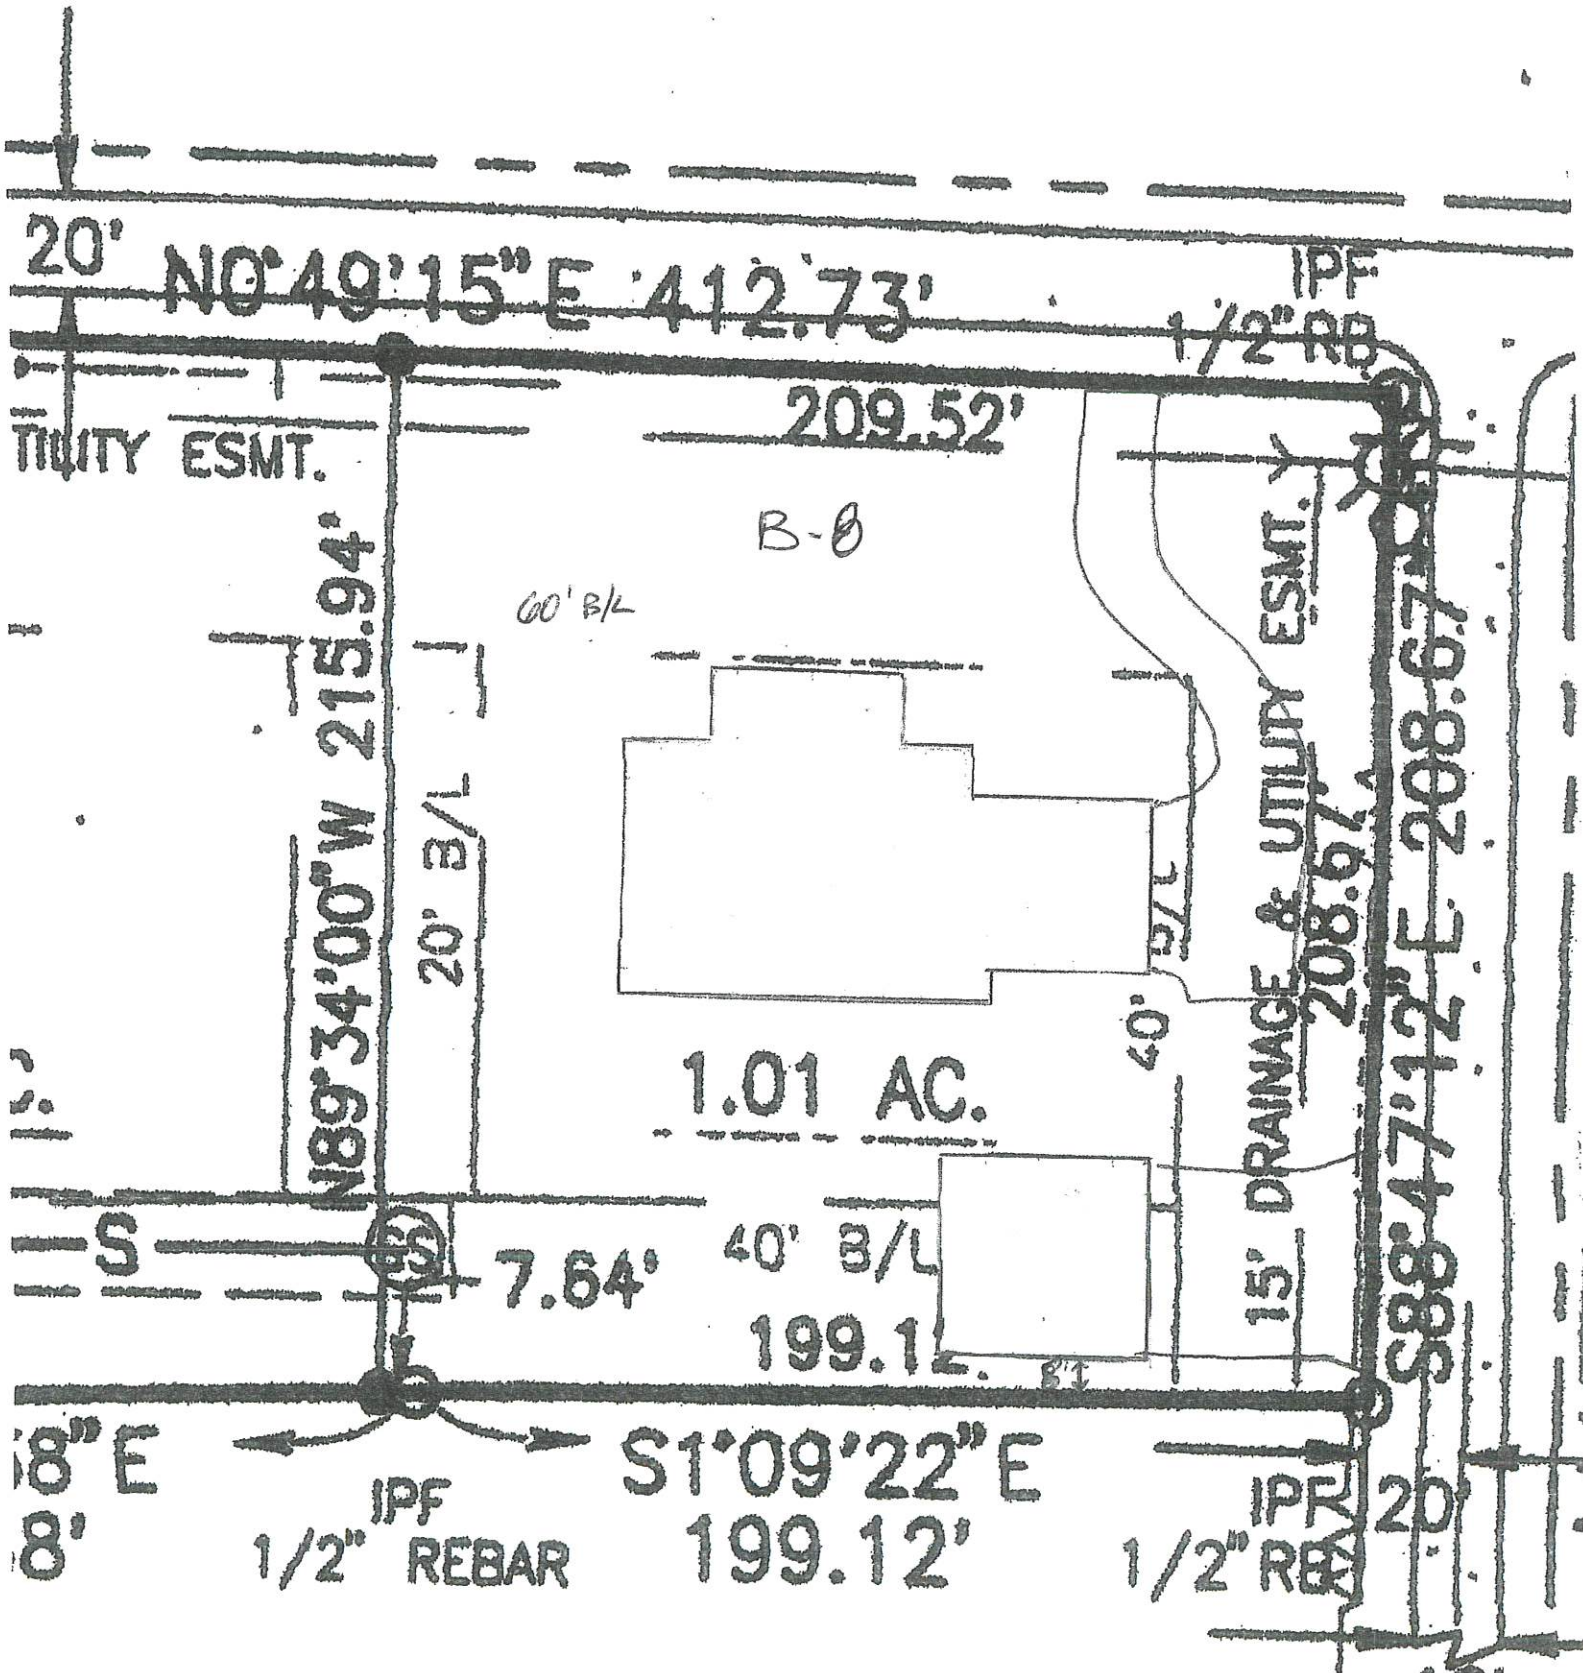 20'
N0°49'15"E 412.73'
IPF
1/2" RB
209.52'
TILITY ESMT.
B-8
60' B/L
N89°34'00"W 215.94'
20' B/L
40' B/L
15' DRAINAGE & UTILITY ESMT.
208.67'
S88°47'12"E 208.67'
1.01 AC.
S
40' B/L
7.64'
199.12'
8'
8"E
8'
IPF
1/2" REBAR
S1°09'22"E
199.12'
IPF
1/2" RB
20'